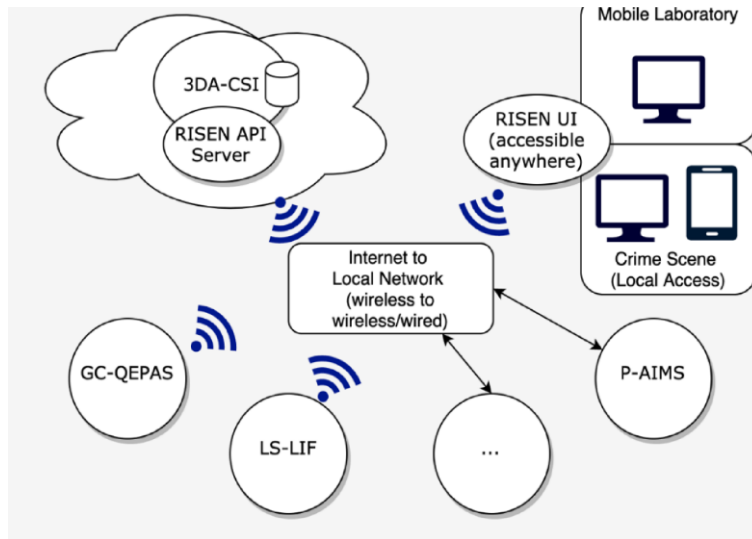 Mobile Laboratory
3DA-CSI
RISEN API
Server
RISEN UI
(accessible
anywhere)
Crime Scene
(Local Access)
Internet to
Local Network
(wireless to
wireless/wired)
GC-QEPAS
LS-LIF
...
P-AIMS